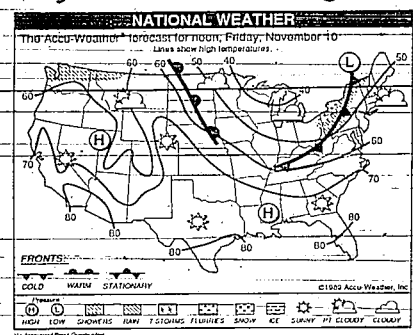 NATIONAL WEATHER
The Accu-Weather® forecast for noon, Friday, November 10
Lines show high temperatures.
60 60 50 40 40 50
L
60
H
60
70
70
H
80 80 80 80
FRONTS:
COLD WARM STATIONARY
©1989 Accu-Weather, Inc
Pressure
H L
HIGH LOW SHOWERS RAIN T-STORMS FLURRIES SNOW ICE SUNNY PT. CLOUDY CLOUDY